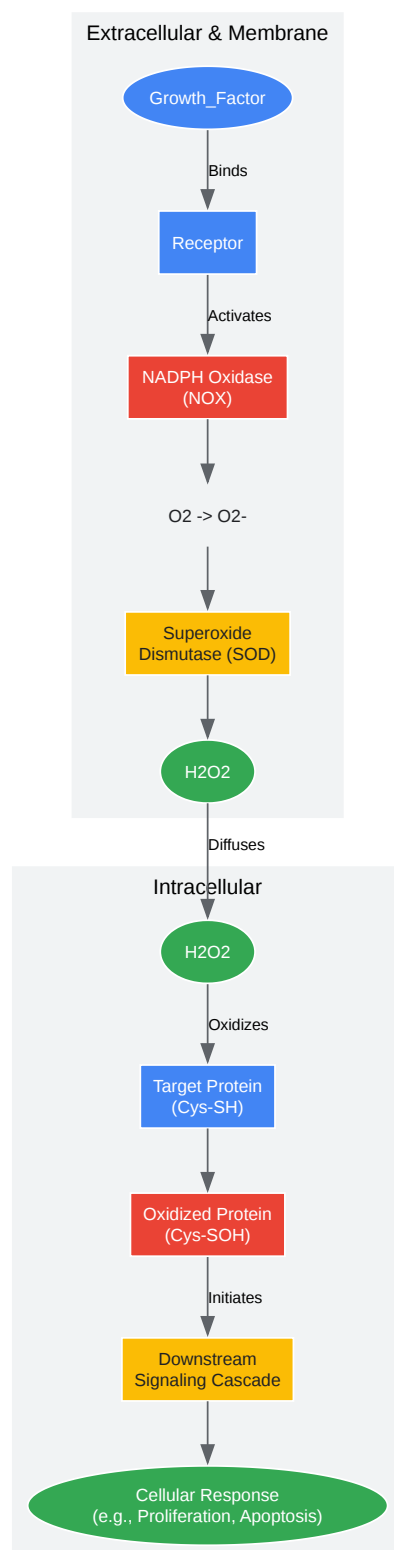 Extracellular & Membrane
Growth_Factor
Binds
Receptor
Activates
NADPH Oxidase
(NOX)
O2 -> O2-
Superoxide
Dismutase (SOD)
H2O2
Diffuses
Intracellular
H2O2
Oxidizes
Target Protein
(Cys-SH)
Oxidized Protein
(Cys-SOH)
Initiates
Downstream
Signaling Cascade
Cellular Response
(e.g., Proliferation, Apoptosis)